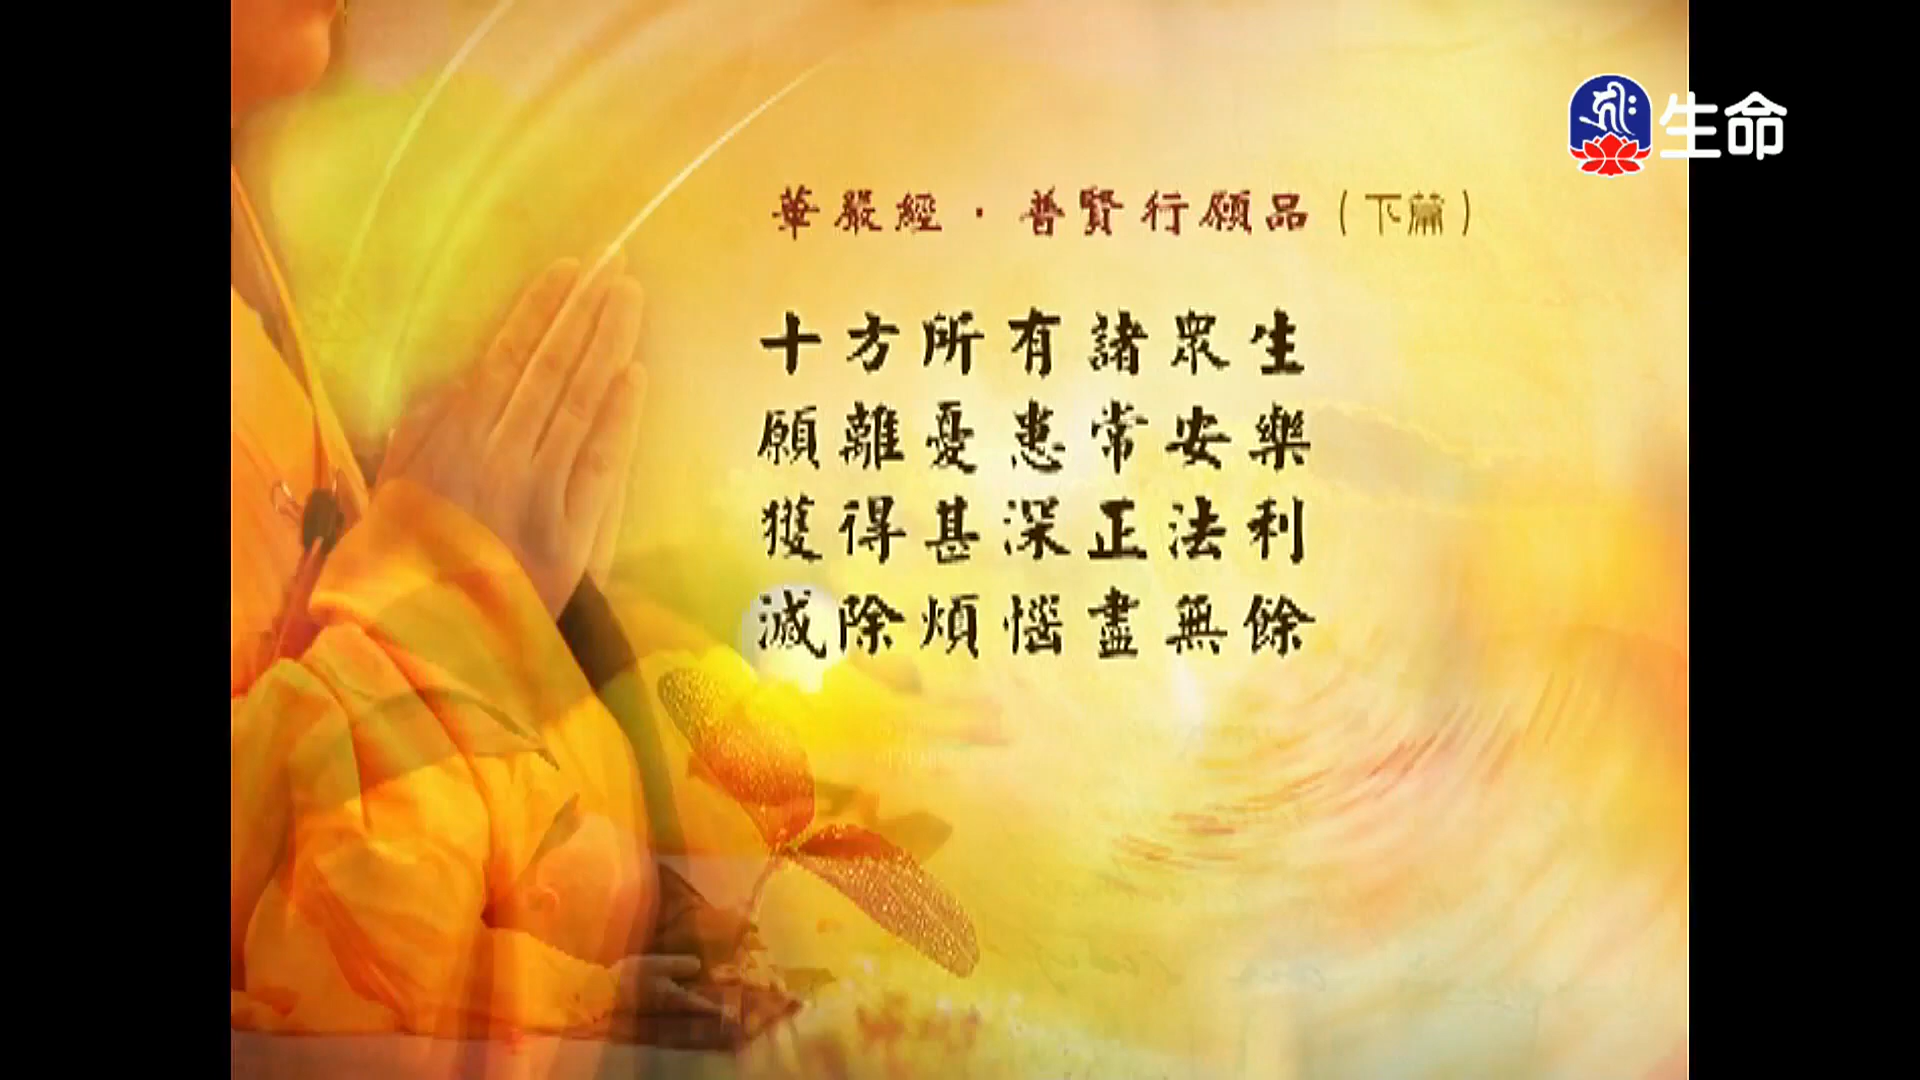 生命
華嚴經·普賢行願品(下篇)
十方所有諸眾生
願離憂患常安樂
獲得甚深正法利
滅除煩惱盡無餘